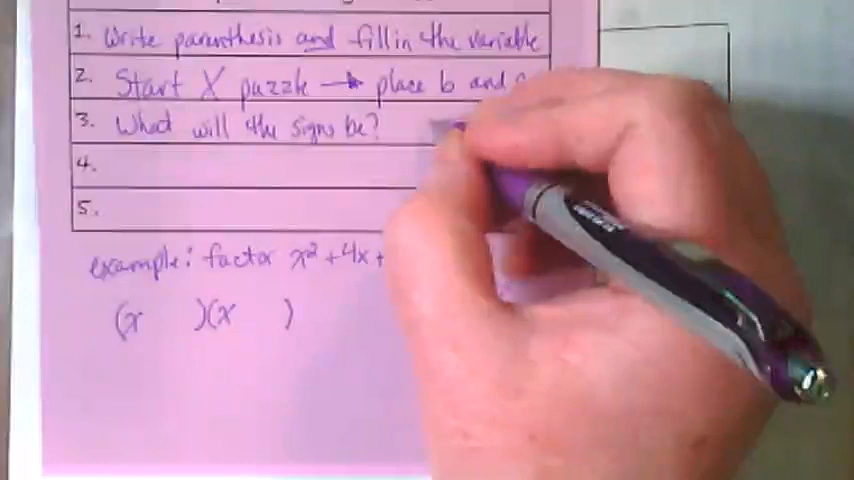 1. Write parenthesis and fill in the variable
2. Start X puzzle → place b and
3. What will the signs be?
4.
5.
example: factor x² + 4x +
(x )(x )